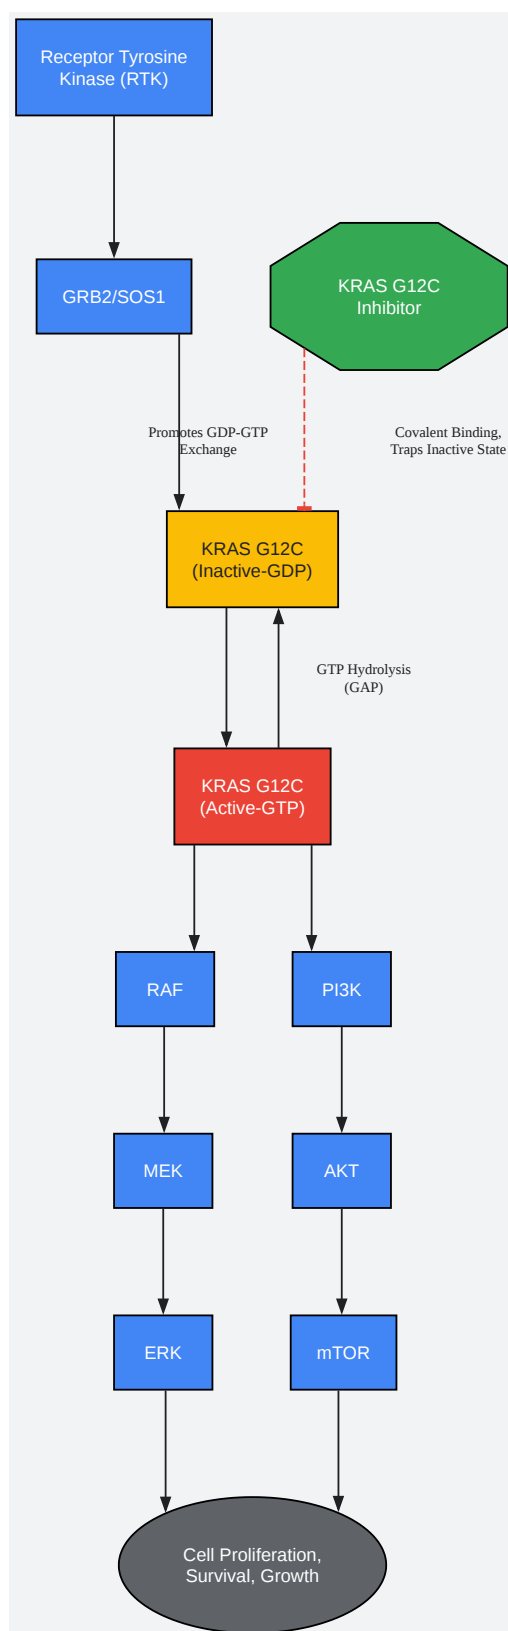 Receptor Tyrosine
Kinase (RTK)
GRB2/SOS1
KRAS G12C
Inhibitor
Promotes GDP-GTP
Exchange
Covalent Binding,
Traps Inactive State
KRAS G12C
(Inactive-GDP)
GTP Hydrolysis
(GAP)
KRAS G12C
(Active-GTP)
RAF
PI3K
MEK
AKT
ERK
mTOR
Cell Proliferation,
Survival, Growth